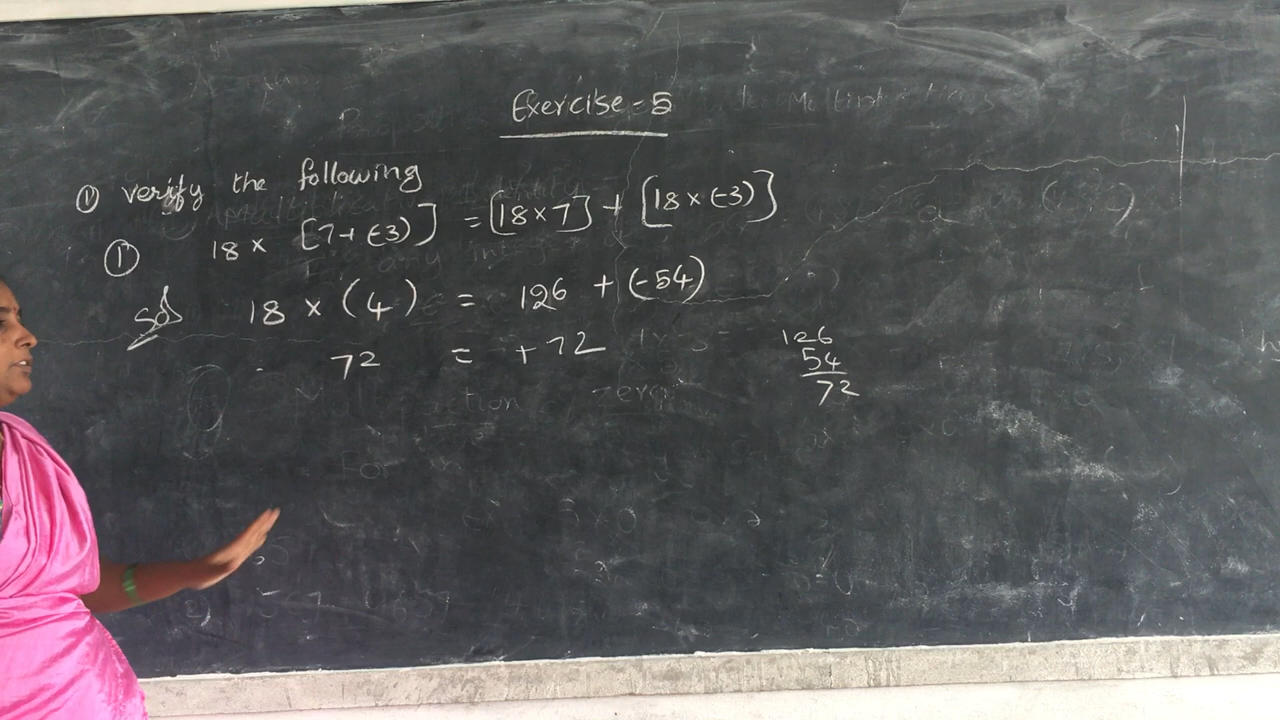 Exercise - 5
① verify the following
① 18 × [7+(-3)] = [18×7] + [18×(-3)]
Sol 18 × (4) = 126 + (-54)
72 = +72
126
54
72